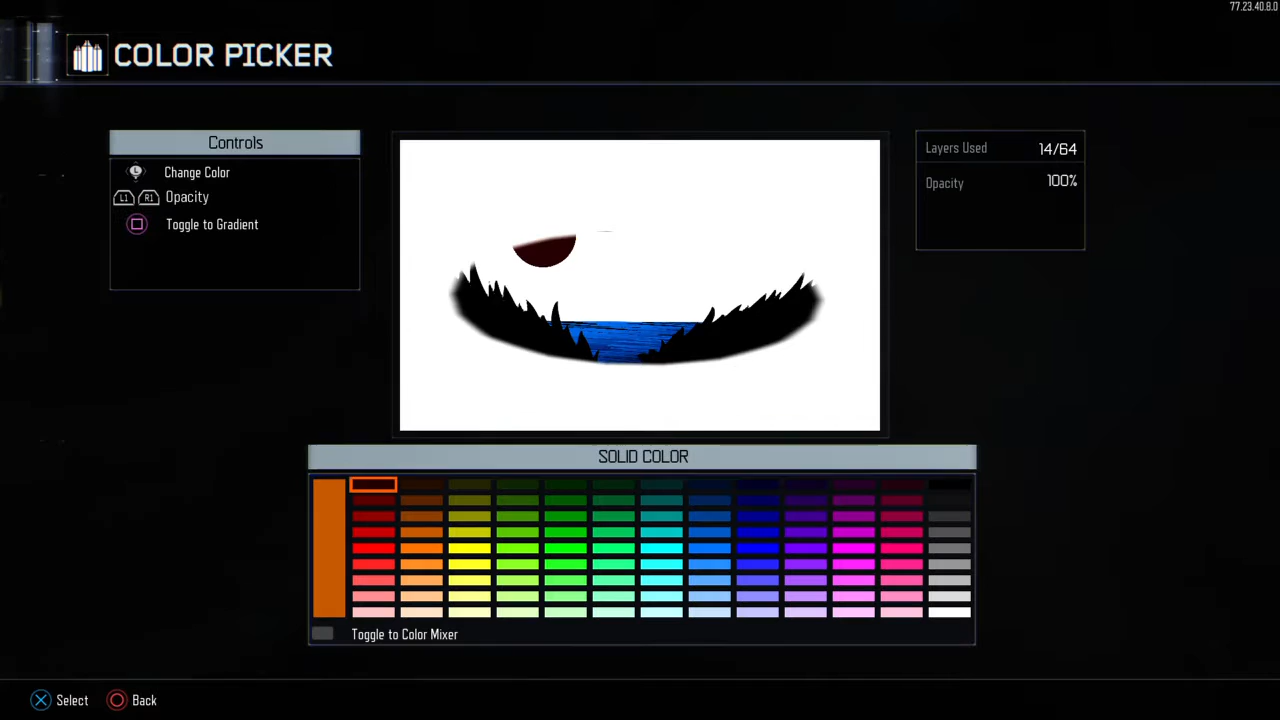 77.23.40.8.0
COLOR PICKER
Controls
L Change Color
L1 R1 Opacity
Toggle to Gradient
Layers Used 14/64
Opacity 100%
SOLID COLOR
Toggle to Color Mixer
Select Back